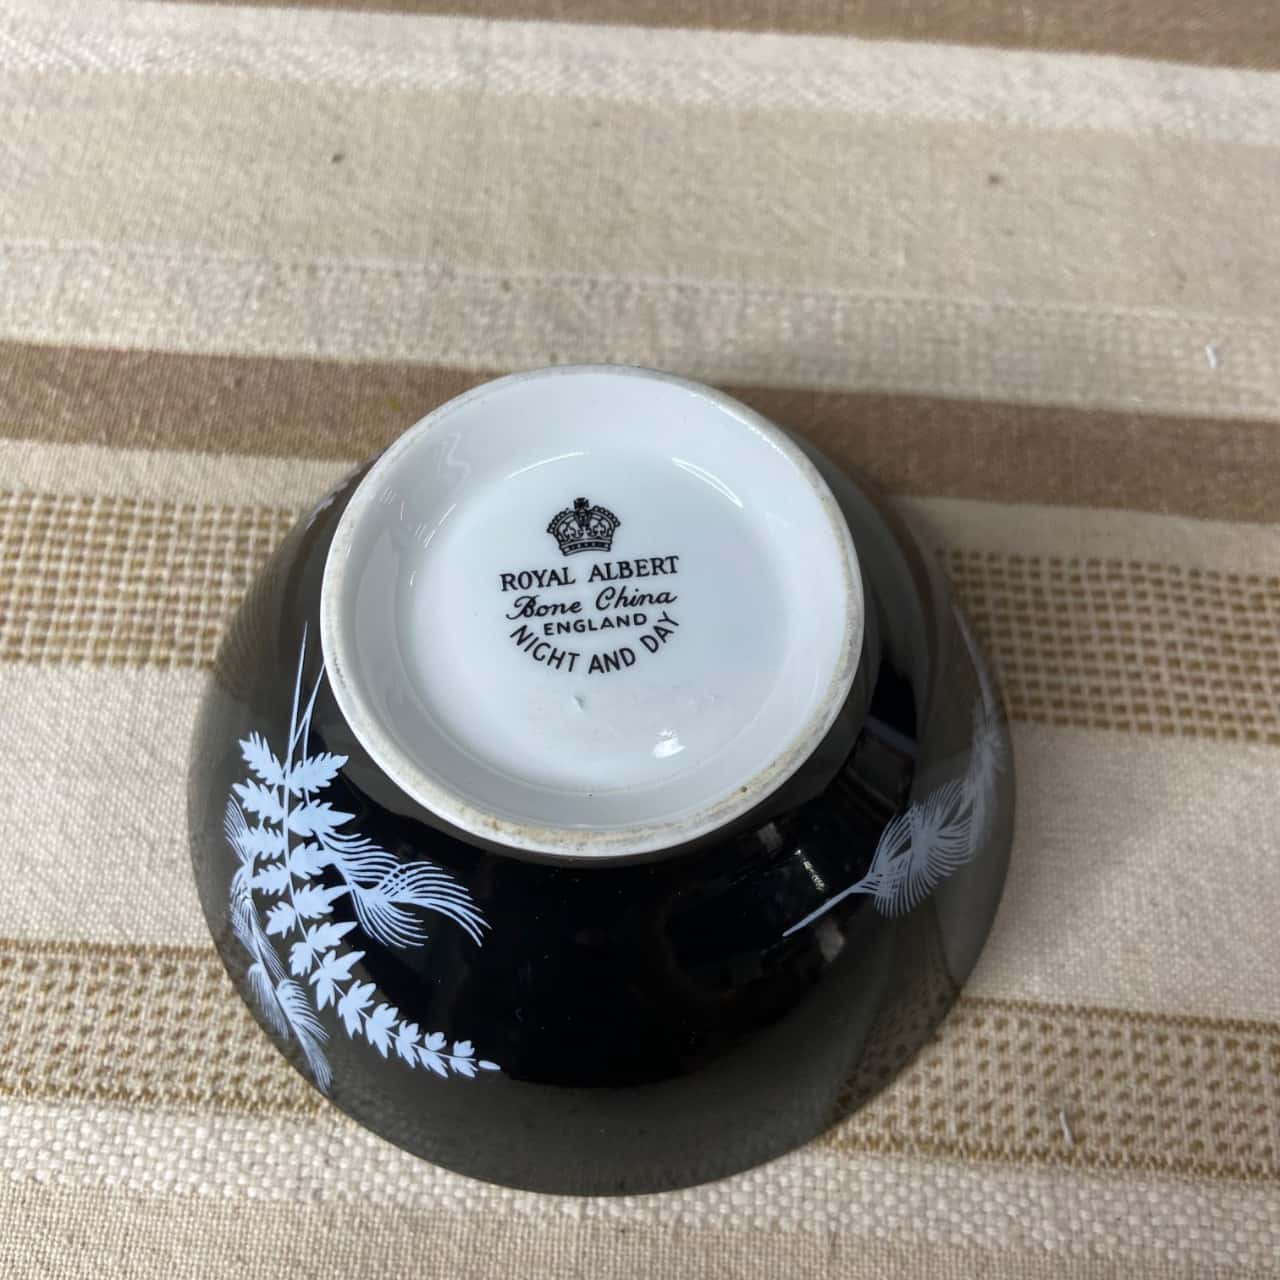 ROYAL ALBERT
Bone China
ENGLAND
NIGHT AND DAY